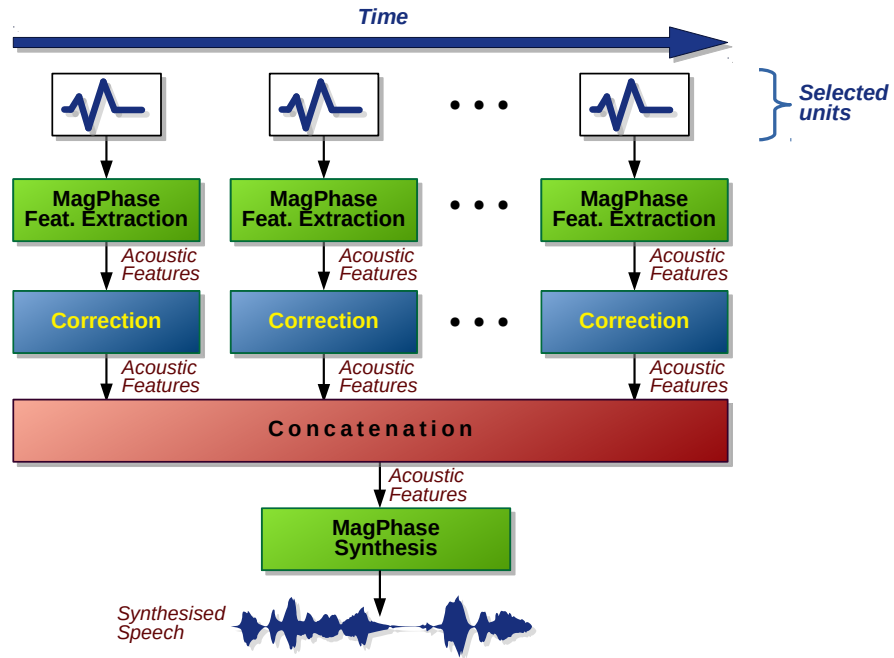 Time
Selected
units
MagPhase
Feat. Extraction
MagPhase
Feat. Extraction
MagPhase
Feat. Extraction
Acoustic
Features
Acoustic
Features
Acoustic
Features
Correction
Correction
Correction
Acoustic
Features
Acoustic
Features
Acoustic
Features
Concatenation
Acoustic
Features
MagPhase
Synthesis
Synthesised
Speech